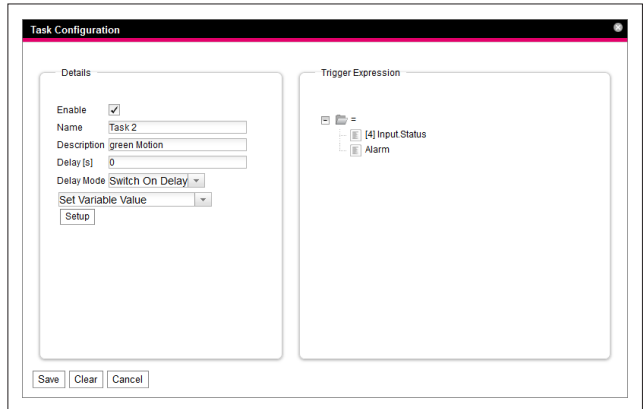 Task Configuration
Details
Enable
Name Task 2
Description green Motion
Delay [s] 0
Delay Mode Switch On Delay
Set Variable Value
Setup
Trigger Expression
=
[4] Input.Status
Alarm
Save Clear Cancel